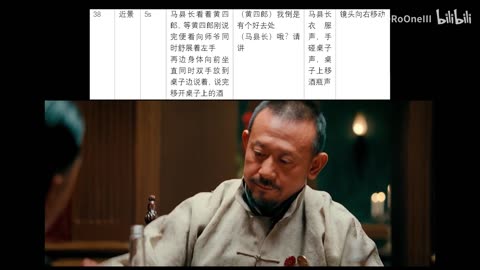 RoOneIII bilibili
38 近景 5s
马县长看着黄四
郎，等黄四郎刚说
完便看向师爷同
时舒展着左手
再边身体向前坐
直同时双手放到
桌子边说着，说完
移开桌子上的酒
（黄四郎）我倒是
有个好去处
（马县长）哦？请
讲
马县长
衣服
声，手
碰桌子
声，桌
子上移
酒瓶声
镜头向右移动